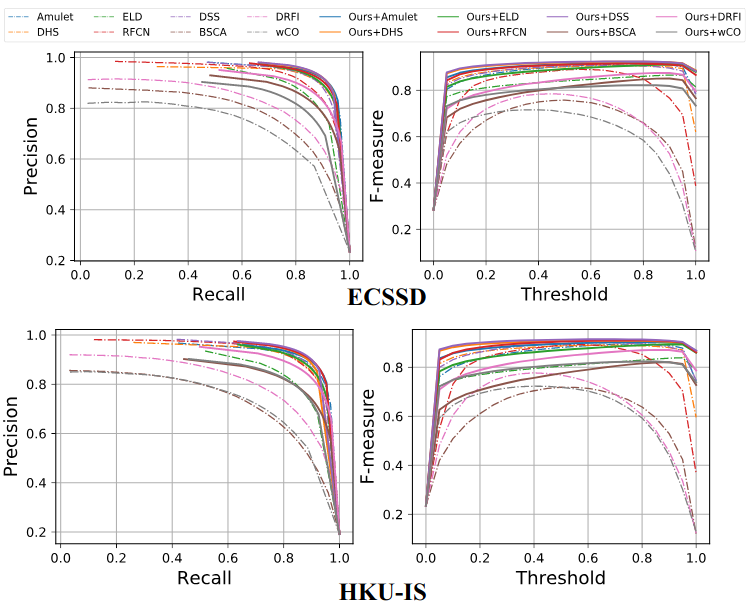 Amulet ELD DSS DRFI Ours+Amulet Ours+ELD Ours+DSS Ours+DRFI
DHS RFCN BSCA wCO Ours+DHS Ours+RFCN Ours+BSCA Ours+wCO
1.0
0.8
0.6
0.4
0.2
Precision
0.0 0.2 0.4 0.6 0.8 1.0
Recall
0.8
0.6
0.4
0.2
F-measure
0.0 0.2 0.4 0.6 0.8 1.0
Threshold
ECSSD
1.0
0.8
0.6
0.4
0.2
Precision
0.0 0.2 0.4 0.6 0.8 1.0
Recall
0.8
0.6
0.4
0.2
F-measure
0.0 0.2 0.4 0.6 0.8 1.0
Threshold
HKU-IS